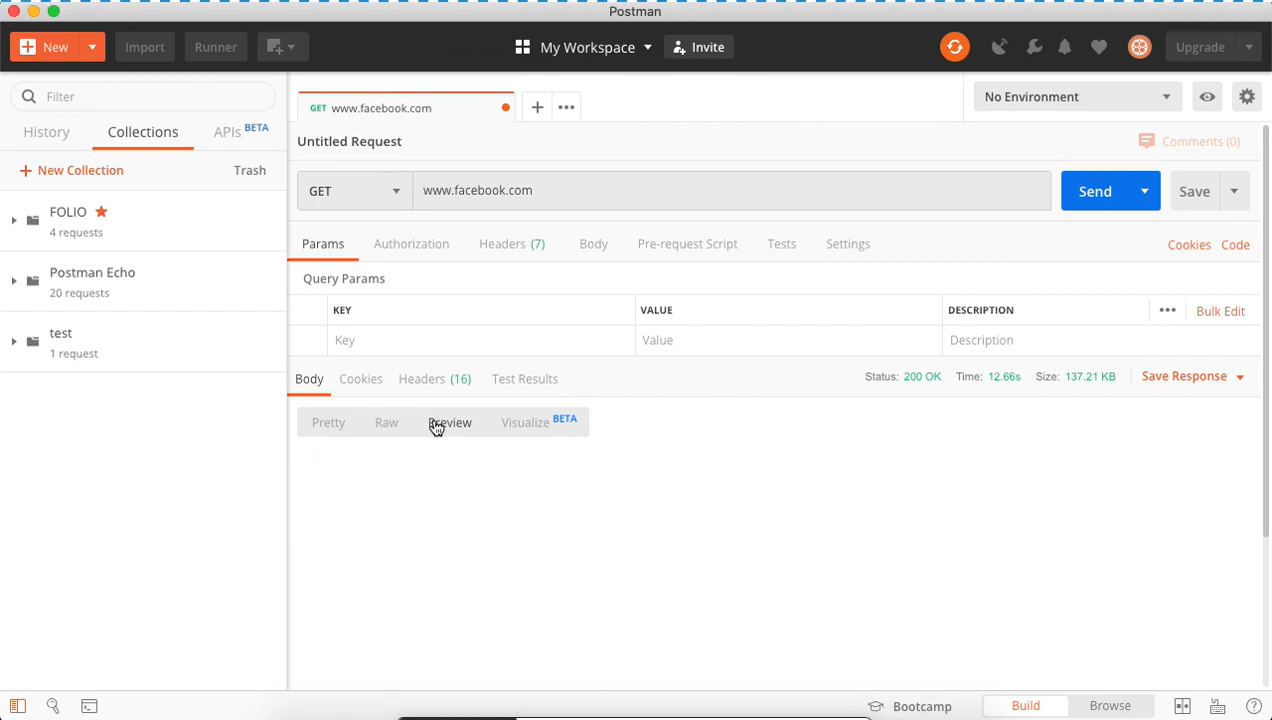 Postman
New
Import
Runner
My Workspace
Invite
Upgrade
Filter
GET www.facebook.com
No Environment
History
Collections
APIs BETA
Untitled Request
Comments (0)
+ New Collection
Trash
GET
www.facebook.com
Send
Save
FOLIO
4 requests
Params
Authorization
Headers (7)
Body
Pre-request Script
Tests
Settings
Cookies
Code
Postman Echo
20 requests
Query Params
KEY
VALUE
DESCRIPTION
Bulk Edit
Key
Value
Description
test
1 request
Body
Cookies
Headers (16)
Test Results
Status: 200 OK
Time: 12.66s
Size: 137.21 KB
Save Response
Pretty
Raw
Preview
Visualize BETA
Bootcamp
Build
Browse